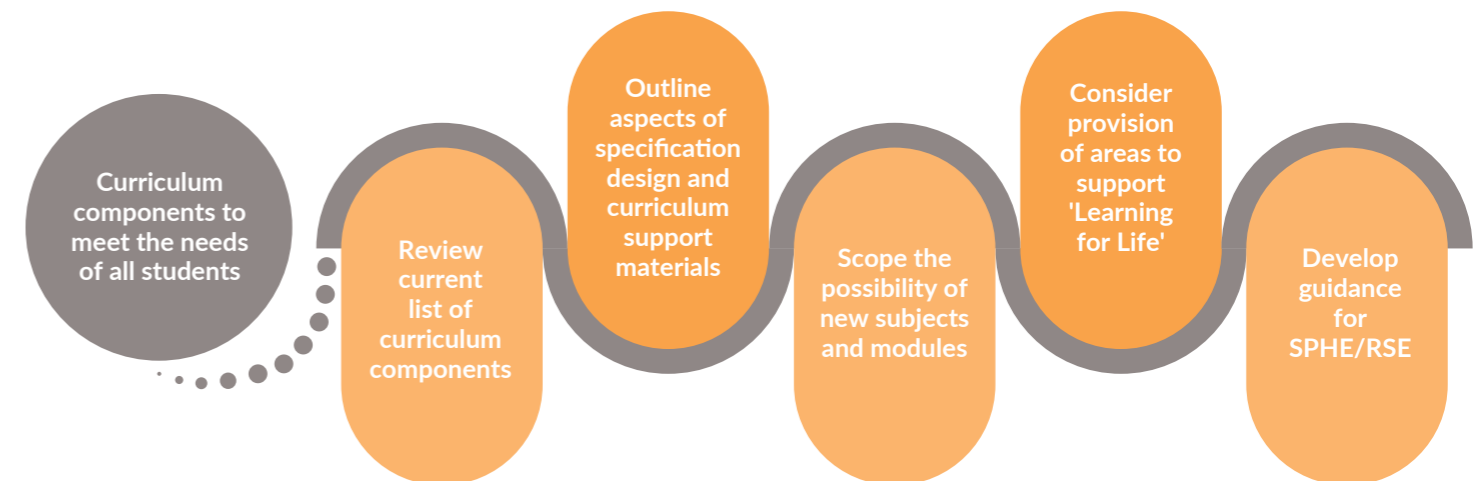 Curriculum
components to
meet the needs
of all students
Review
current
list of
curriculum
components
Outline
aspects of
specification
design and
curriculum
support
materials
Scope the
possibility of
new subjects
and modules
Consider
provision
of areas to
support
'Learning
for Life'
Develop
guidance
for
SPHE/RSE